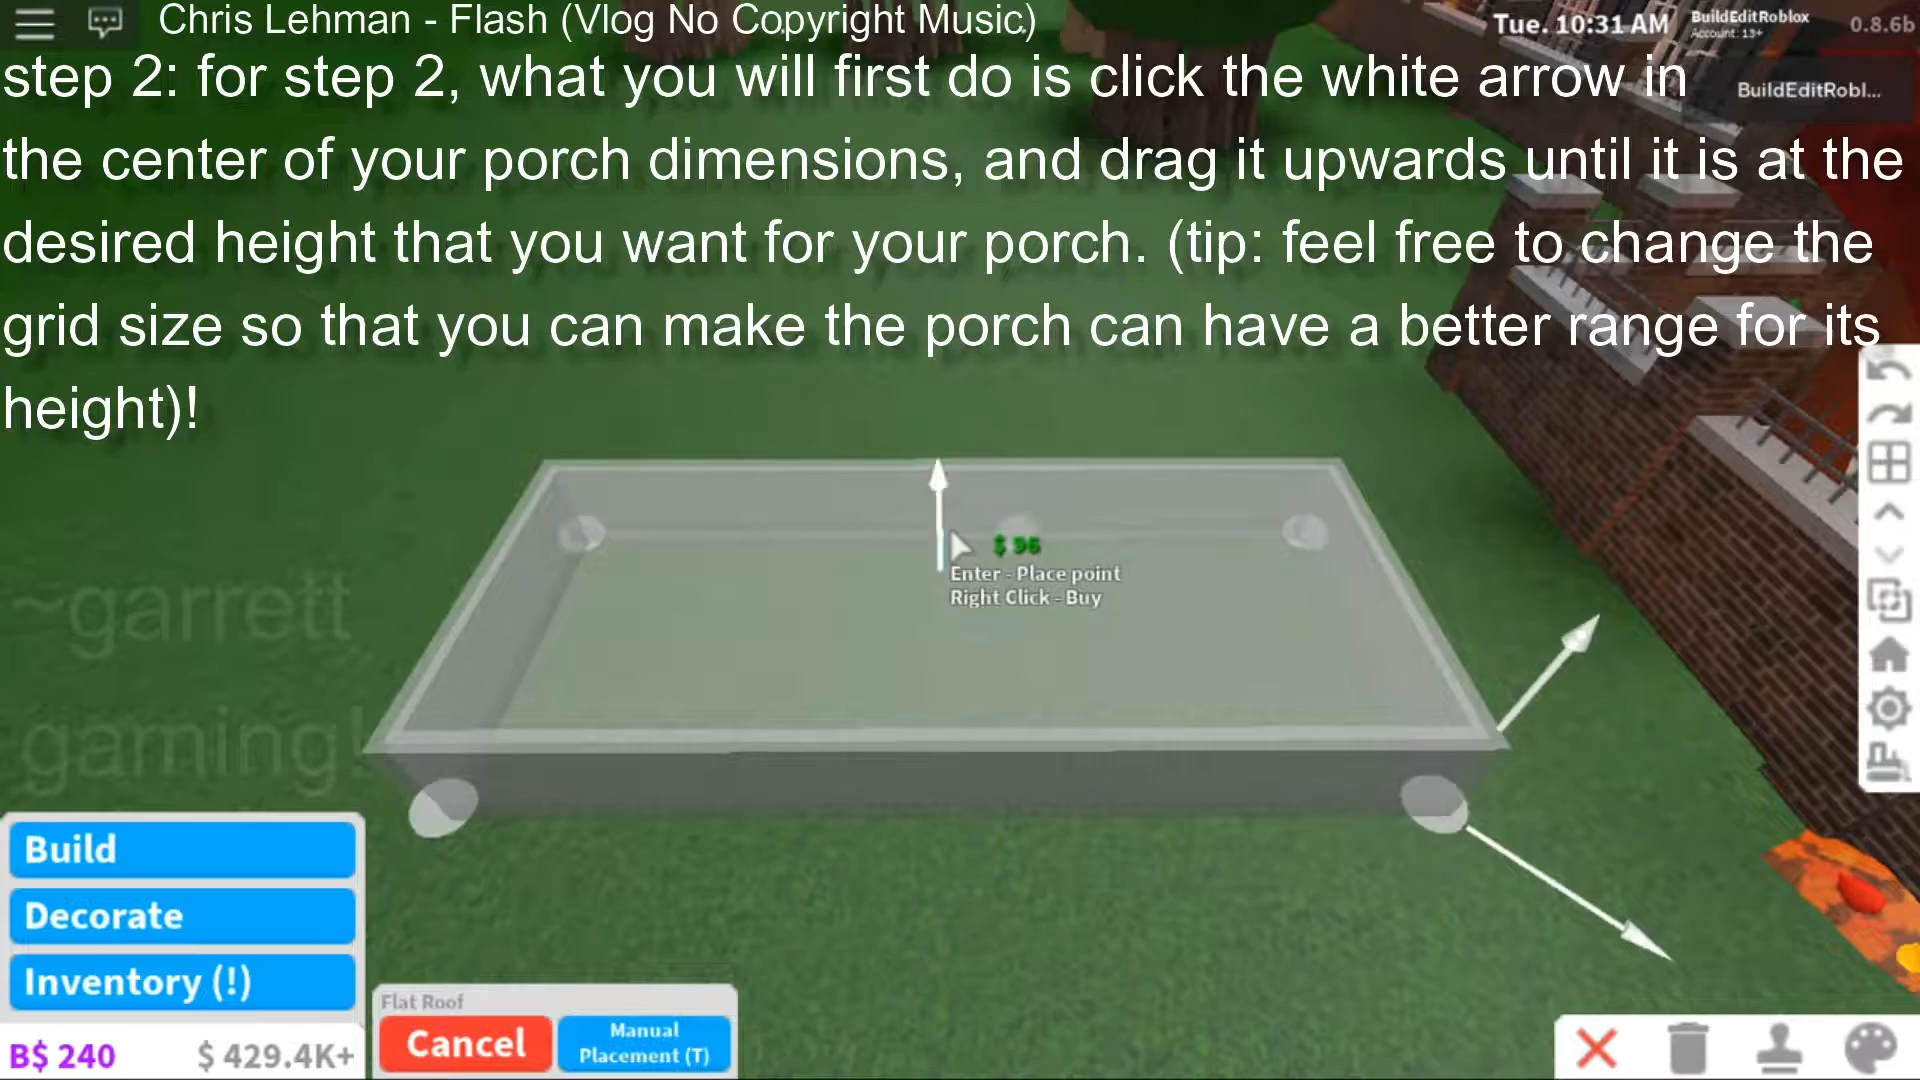 Chris Lehman - Flash (Vlog No Copyright Music)
Tue. 10:31 AM
BuildEditRoblox
Account: 13+
0.8.6b
BuildEditRobl...
step 2: for step 2, what you will first do is click the white arrow in
the center of your porch dimensions, and drag it upwards until it is at the
desired height that you want for your porch. (tip: feel free to change the
grid size so that you can make the porch can have a better range for its
height)!
$ 96
Enter - Place point
Right Click - Buy
~garrett
gaming!
Build
Decorate
Inventory (!)
B$ 240
$ 429.4K+
Flat Roof
Cancel
Manual
Placement (T)